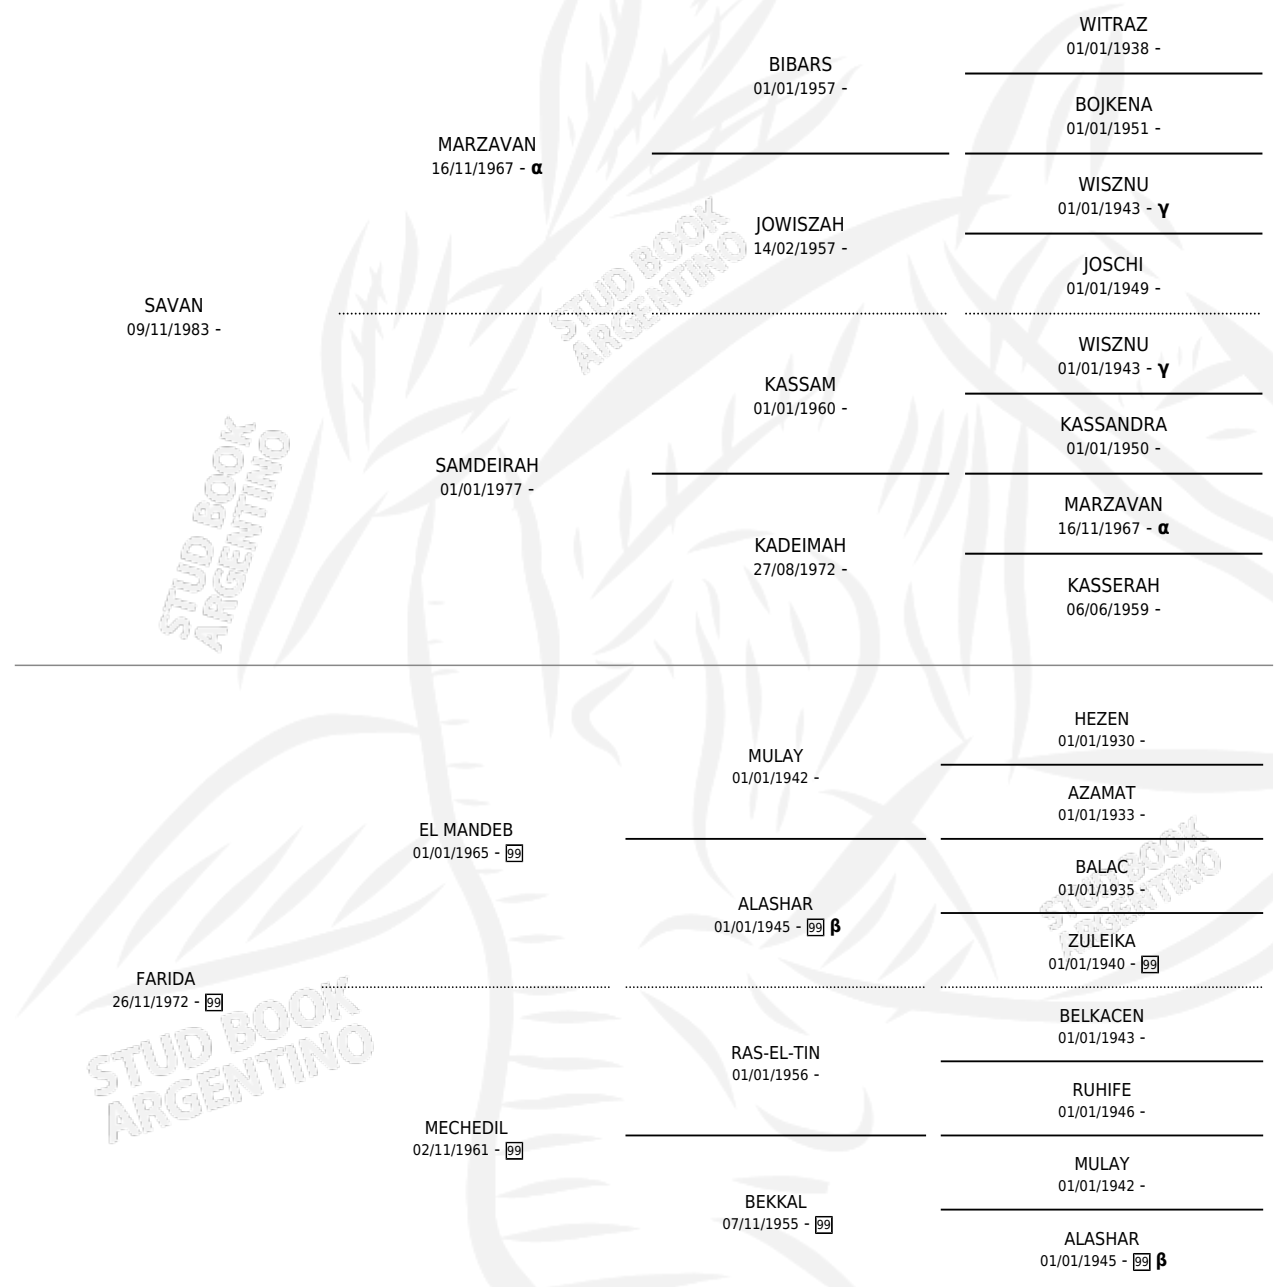 WITRAZ
01/01/1938 -
BIBARS
01/01/1957 -
BOJKENA
01/01/1951 -
MARZAVAN
16/11/1967 - α
WISZNU
01/01/1943 - γ
JOWISZAH
14/02/1957 -
JOSCHI
01/01/1949 -
SAVAN
09/11/1983 -
WISZNU
01/01/1943 - γ
KASSAM
01/01/1960 -
KASSANDRA
01/01/1950 -
SAMDEIRAH
01/01/1977 -
MARZAVAN
16/11/1967 - α
KADEIMAH
27/08/1972 -
KASSERAH
06/06/1959 -
HEZEN
01/01/1930 -
MULAY
01/01/1942 -
AZAMAT
01/01/1933 -
EL MANDEB
01/01/1965 - 99
BALAC
01/01/1935 -
ALASHAR
01/01/1945 - 99 β
ZULEIKA
01/01/1940 - 99
FARIDA
26/11/1972 - 99
BELKACEN
01/01/1943 -
RAS-EL-TIN
01/01/1956 -
RUHIFE
01/01/1946 -
MECHEDIL
02/11/1961 - 99
MULAY
01/01/1942 -
BEKKAL
07/11/1955 - 99
ALASHAR
01/01/1945 - 99 β
STUD BOOK
ARGENTINO
STUD BOOK
ARGENTINO
STUD BOOK
ARGENTINO
STUD BOOK
ARGENTINO